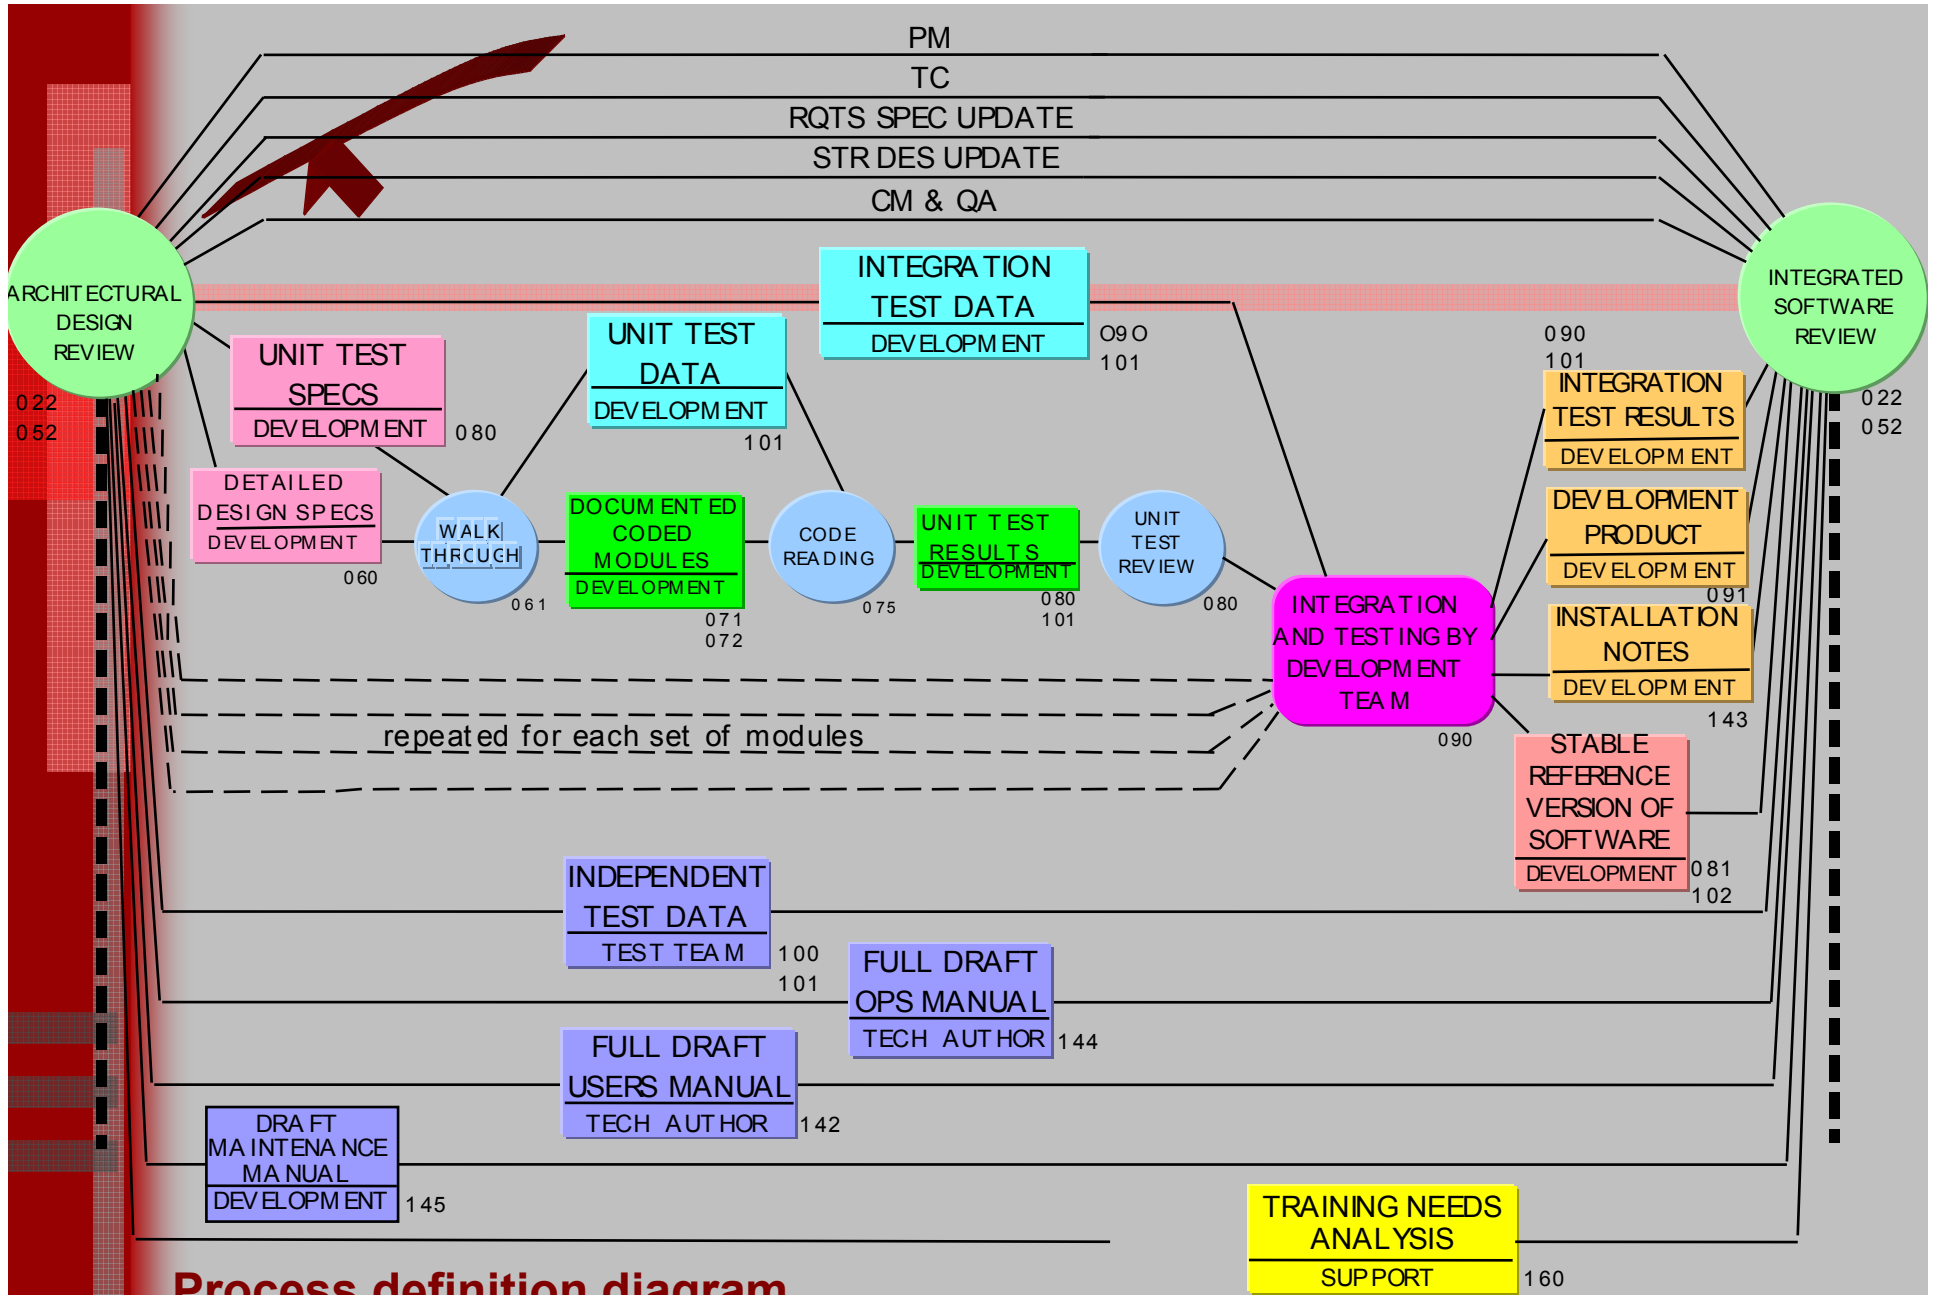 PM
TC
RQTS SPEC UPDATE
STR DES UPDATE
CM & QA
ARCHITECTURAL
DESIGN
REVIEW
022
052
INTEGRATED
SOFTWARE
REVIEW
022
052
INTEGRATION
TEST DATA
DEVELOPMENT
O9O
101
UNIT TEST
SPECS
DEVELOPMENT
080
UNIT TEST
DATA
DEVELOPMENT
101
DETAILED
DESIGN SPECS
DEVELOPMENT
060
WALK
THROUGH
061
DOCUMENTED
CODED
MODULES
DEVELOPMENT
071
072
CODE
READING
075
UNIT TEST
RESULTS
DEVELOPMENT
080
101
UNIT
TEST
REVIEW
080
INTEGRATION
AND TESTING BY
DEVELOPMENT
TEAM
090
090
101
INTEGRATION
TEST RESULTS
DEVELOPMENT
DEVELOPMENT
PRODUCT
DEVELOPMENT
091
INSTALLATION
NOTES
DEVELOPMENT
143
STABLE
REFERENCE
VERSION OF
SOFTWARE
DEVELOPMENT
081
102
repeated for each set of modules
INDEPENDENT
TEST DATA
TEST TEAM
100
101
FULL DRAFT
OPS MANUAL
TECH AUTHOR
144
FULL DRAFT
USERS MANUAL
TECH AUTHOR
142
DRAFT
MAINTENANCE
MANUAL
DEVELOPMENT
145
TRAINING NEEDS
ANALYSIS
SUPPORT
160
Process definition diagram